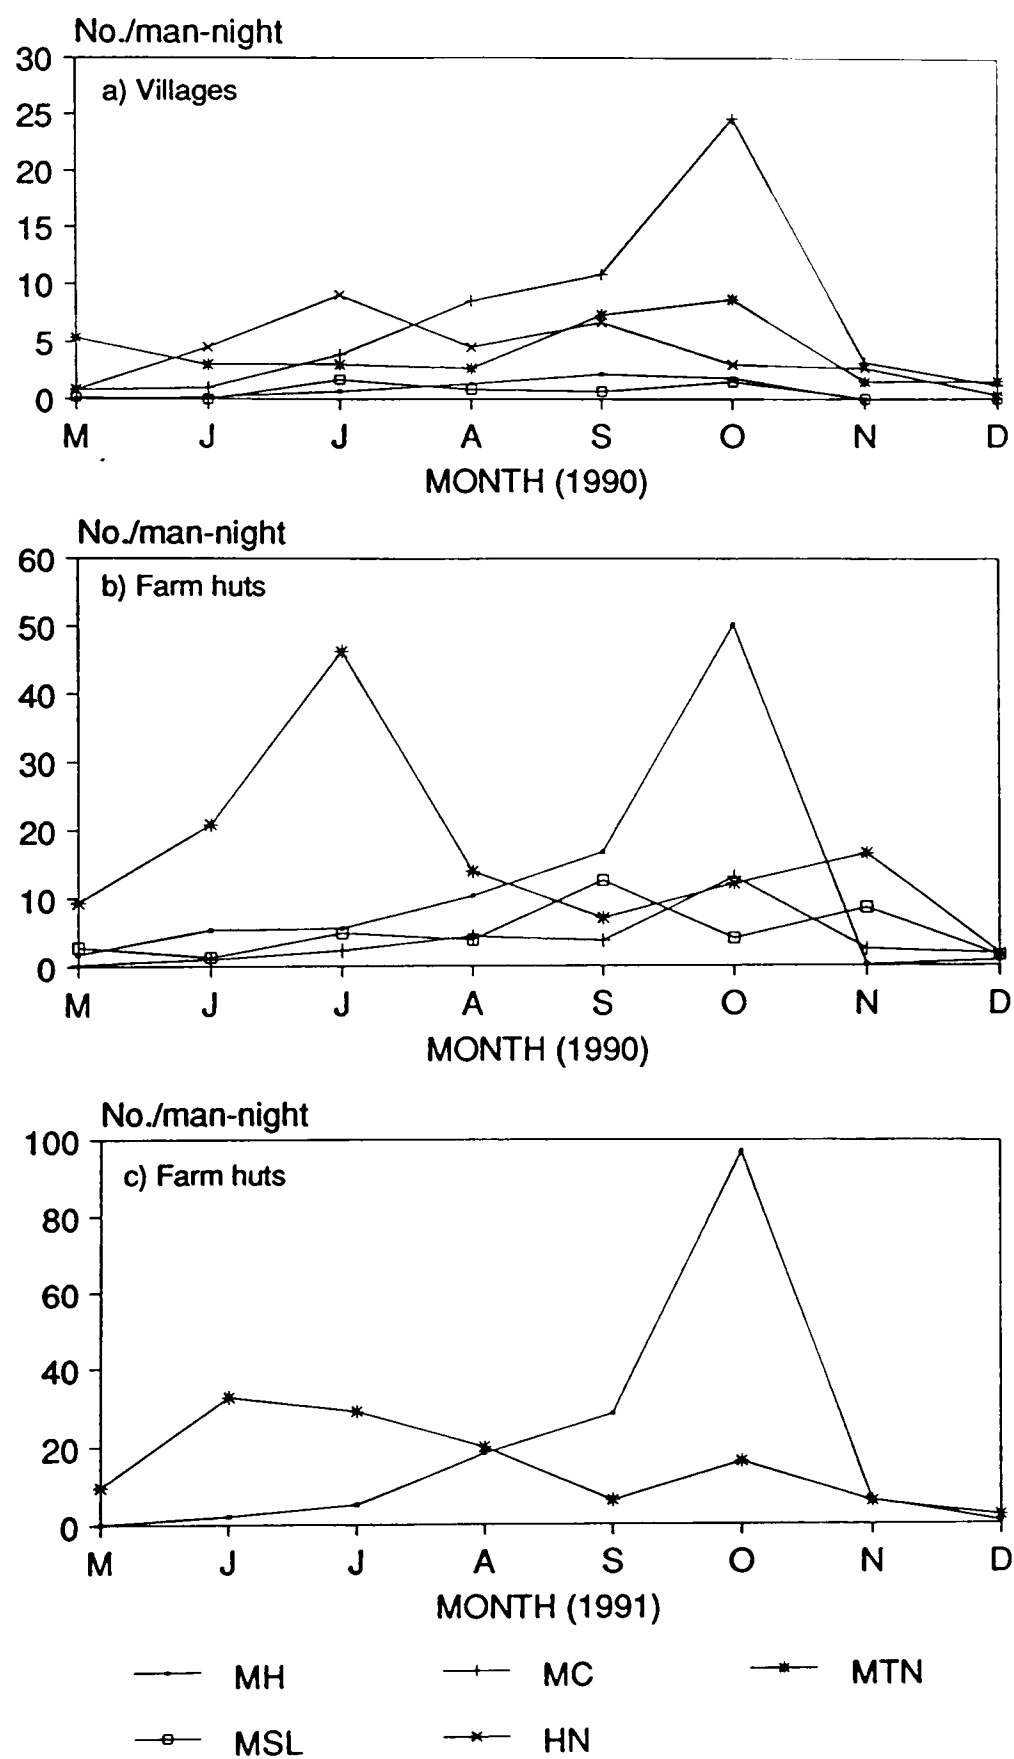 No./man-night
30
a) Villages
25
20
15
10
5
0
M J J A S O N D
MONTH (1990)
No./man-night
60
b) Farm huts
50
40
30
20
10
0
M J J A S O N D
MONTH (1990)
No./man-night
100
c) Farm huts
80
60
40
20
0
M J J A S O N D
MONTH (1991)
MH MC MTN
MSL HN